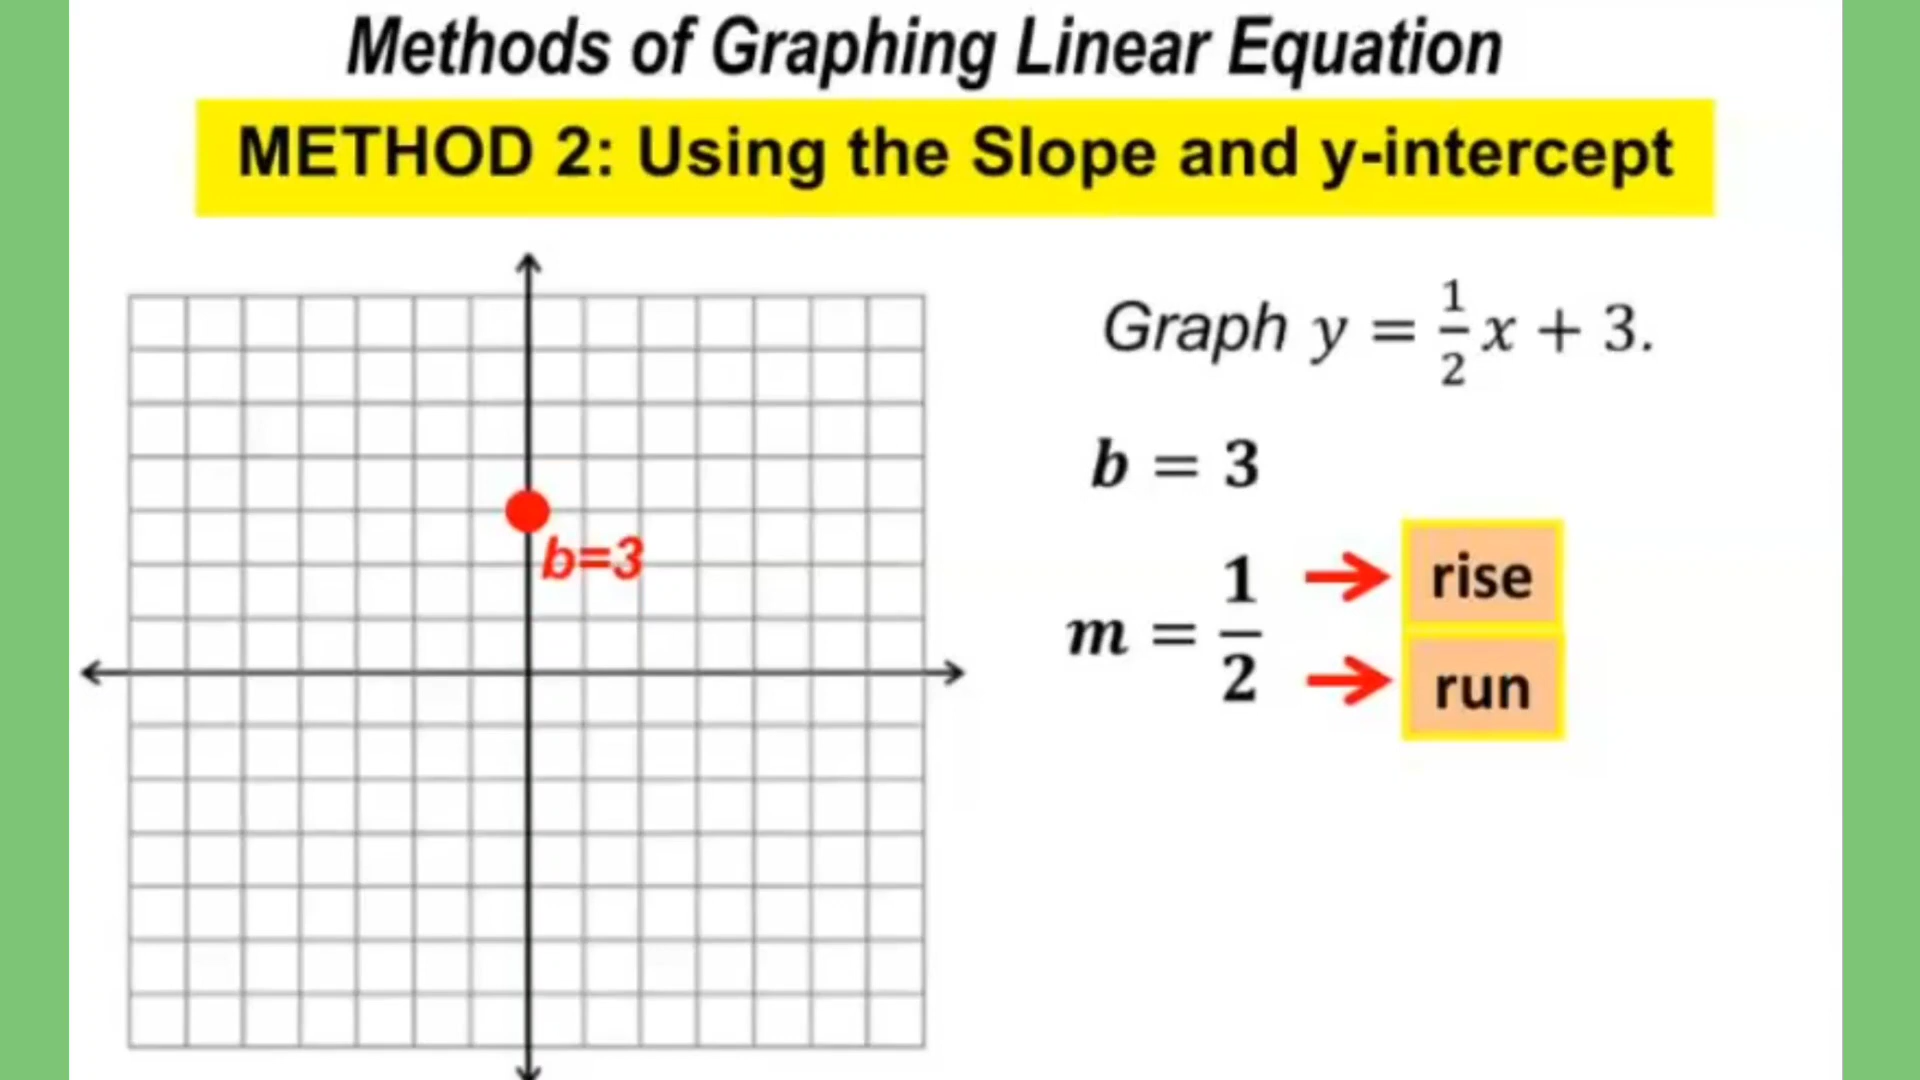 Methods of Graphing Linear Equation
METHOD 2: Using the Slope and y-intercept
Graph y = 1/2 x + 3.
b = 3
b=3
m = 1/2
rise
run